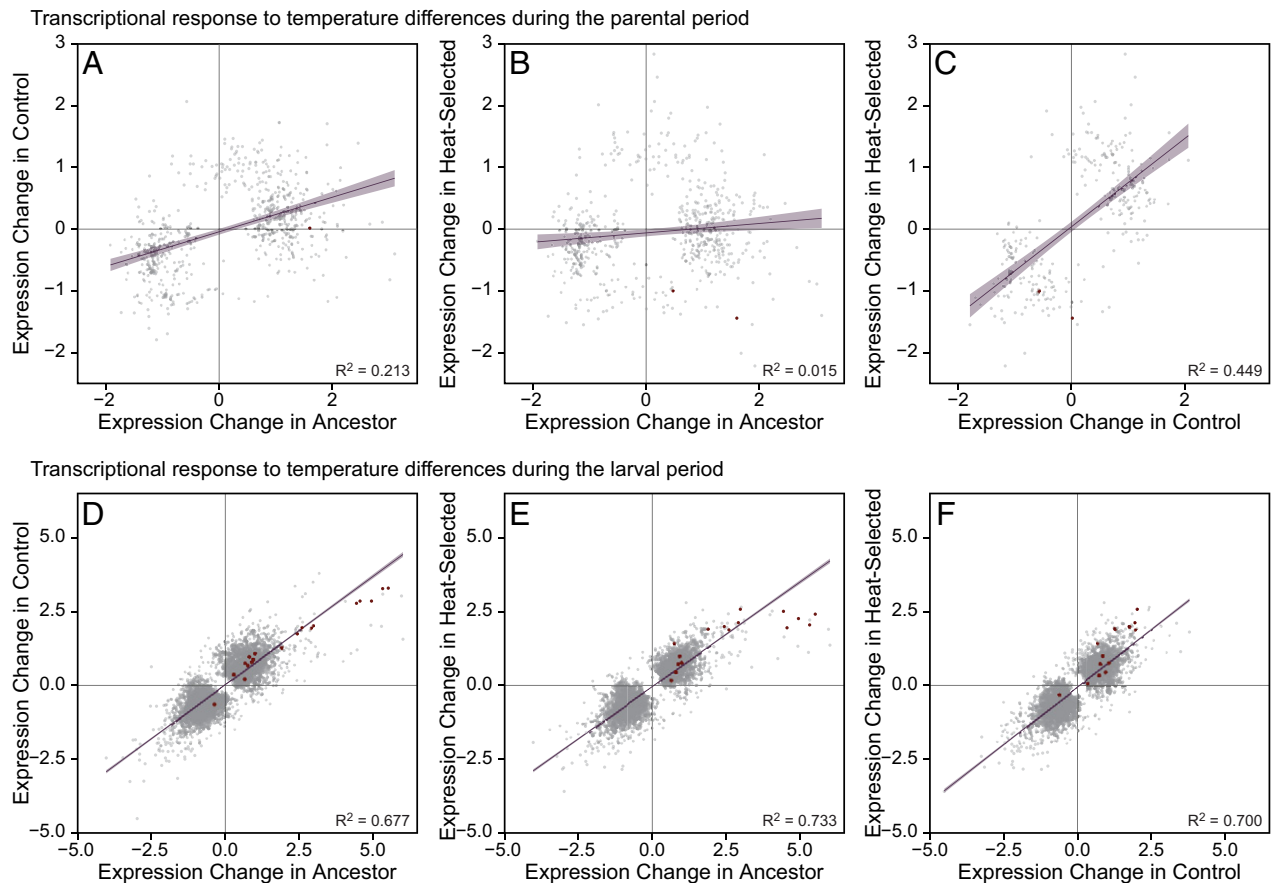 Transcriptional response to temperature differences during the parental period
A
3
2
1
0
−1
−2
−2
0
2
Expression Change in Control
Expression Change in Ancestor
R² = 0.213
B
3
2
1
0
−1
−2
−2
0
2
Expression Change in Heat-Selected
Expression Change in Ancestor
R² = 0.015
C
3
2
1
0
−1
−2
−2
0
2
Expression Change in Heat-Selected
Expression Change in Control
R² = 0.449
Transcriptional response to temperature differences during the larval period
D
5.0
2.5
0.0
−2.5
−5.0
−5.0
−2.5
0.0
2.5
5.0
Expression Change in Control
Expression Change in Ancestor
R² = 0.677
E
5.0
2.5
0.0
−2.5
−5.0
−5.0
−2.5
0.0
2.5
5.0
Expression Change in Heat-Selected
Expression Change in Ancestor
R² = 0.733
F
5.0
2.5
0.0
−2.5
−5.0
−5.0
−2.5
0.0
2.5
5.0
Expression Change in Heat-Selected
Expression Change in Control
R² = 0.700